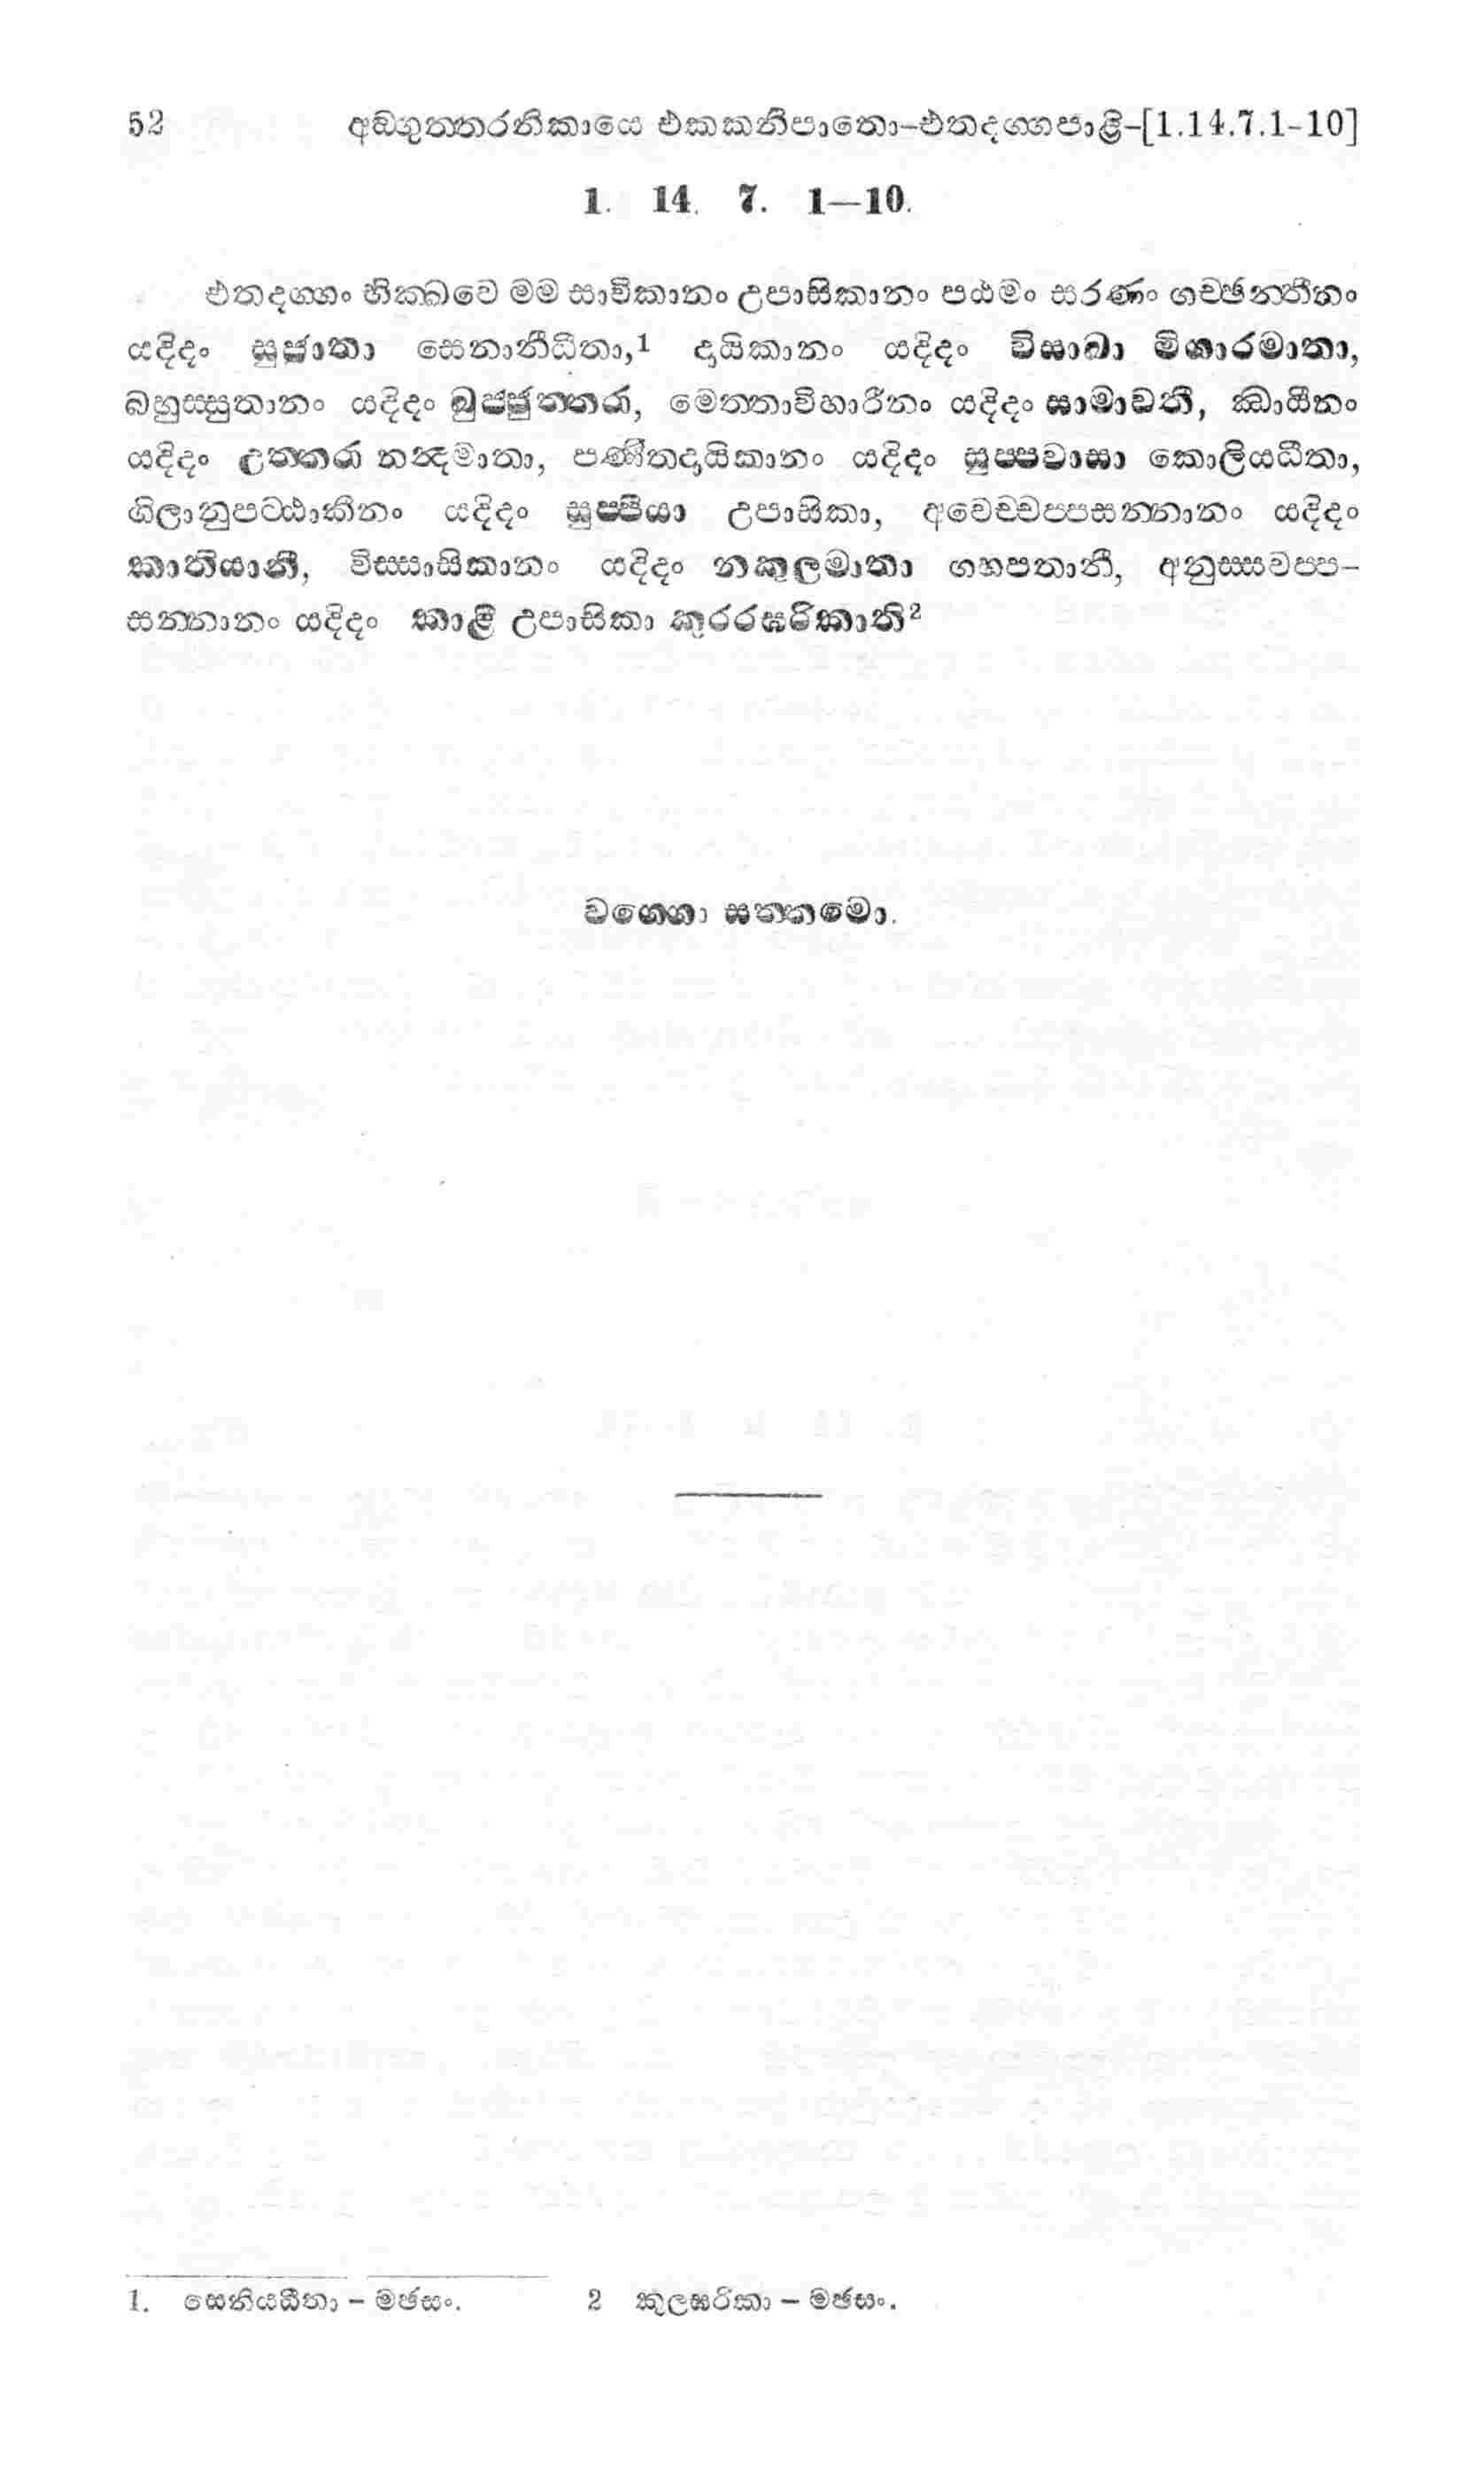 52 අඞ්ගුත්තරනිකායෙ එකකනිපාතො–එතදග්ගපාළි–[1.14.7.1-10]
1. 14. 7. 1—10.
එතදග්ගං භික්ඛවෙ මම සාවිකානං උපාසිකානං පඨමං සරණං ගච්ඡන්තීනං
යදිදං සුජාතා සෙනානීධීතා,1 දායිකානං යදිදං විසාඛා මිගාරමාතා,
බහුස්සුතානං යදිදං ඛුජ්ජුත්තරා, මෙත්තාවිහාරීනං යදිදං සාමාවතී, ඣායීනං
යදිදං උත්තරා නන්දමාතා, පණීතදායිකානං යදිදං සුප්පවාසා කොලියධීතා,
ගිලානුපට්ඨාකීනං යදිදං සුප්පියා උපාසිකා, අවෙච්චප්පසන්නානං යදිදං
කාතියානී, විස්සාසිකානං යදිදං නකුලමාතා ගහපතානී, අනුස්සවප්ප–
සන්නානං යදිදං කාළී උපාසිකා කුරරඝරිකාති2
වග්ගො සත්තමො.
1. සෙනියධීතා – මඡසං. 2 කුලඝරිකා – මඡසං.